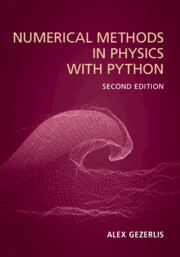 NUMERICAL METHODS
IN PHYSICS
WITH PYTHON
SECOND EDITION
ALEX GEZERLIS